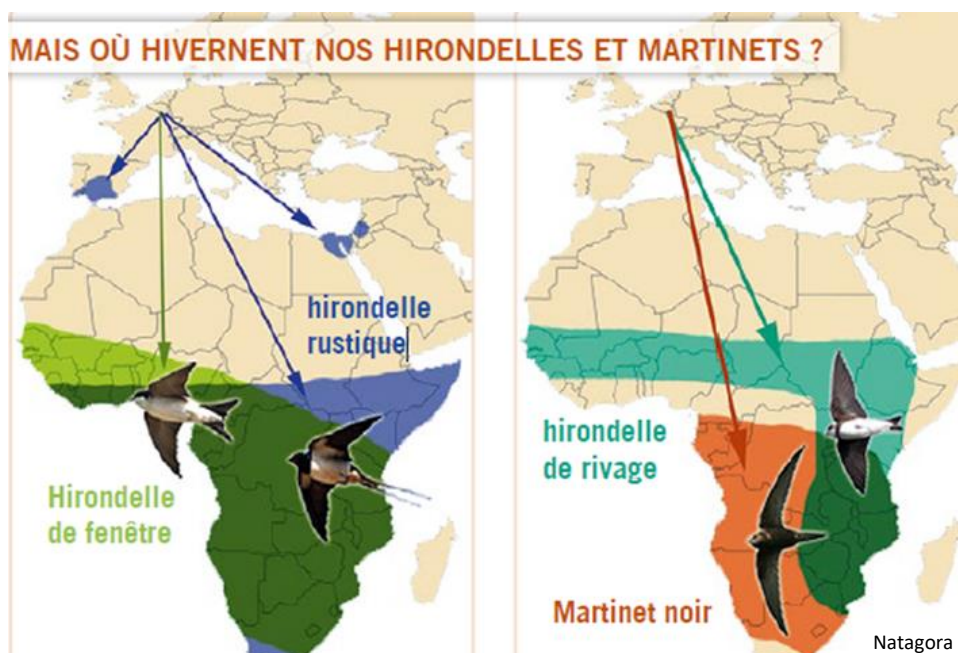 MAIS OÙ HIVERNENT NOS HIRONDELLES ET MARTINETS ?
hirondelle
rustique
Hirondelle
de fenêtre
hirondelle
de rivage
Martinet noir
Natagora